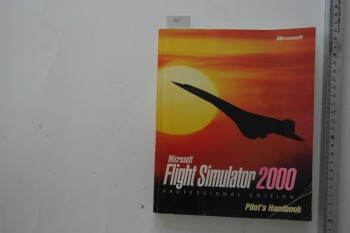 Microsoft
Microsoft
Flight Simulator 2000
PROFESSIONAL EDITION
Pilot's Handbook